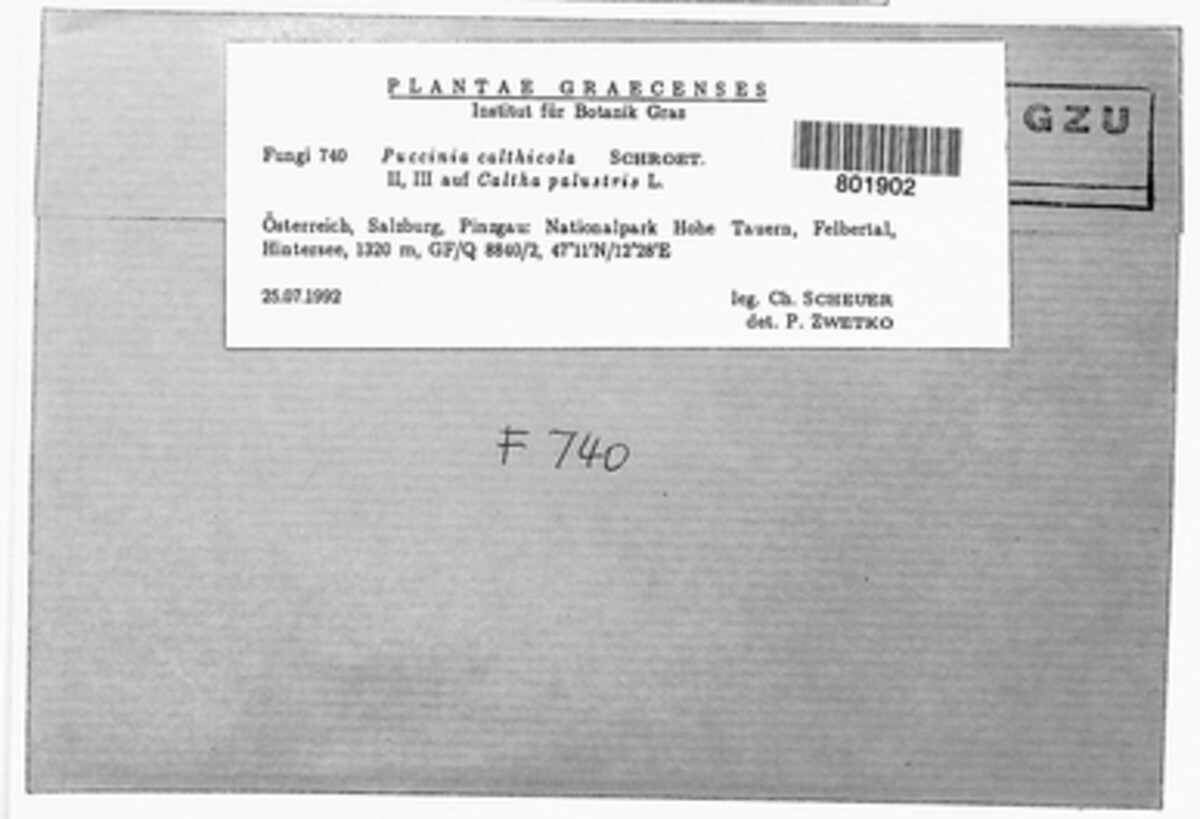 PLANTAE GRAECENSES
Institut für Botanik Graz
GZU
Fungi 740 Puccinia calthicola SCHROET.
II, III auf Caltha palustris L.
801902
Österreich, Salzburg, Pinzgau: Nationalpark Hohe Tauern, Felbertal,
Hintersee, 1320 m, GF/Q 8840/2, 47°11'N/12°28'E
25.07.1992
leg. Ch. SCHEUER
det. P. ZWETKO
F 740